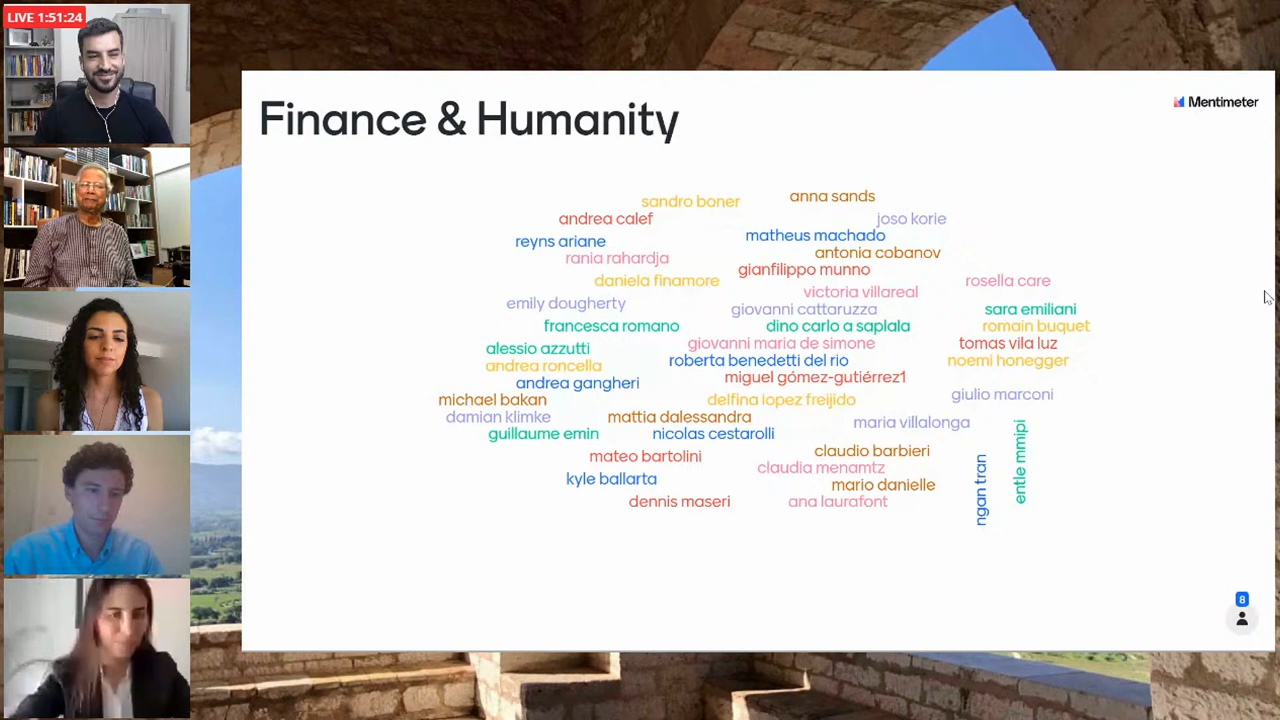 LIVE 1:51:24
Finance & Humanity
Mentimeter
sandro boner
anna sands
andrea calef
joso korie
reyns ariane
matheus machado
rania rahardja
antonia cobanov
daniela finamore
gianfilippo munno
rosella care
emily dougherty
victoria villareal
giovanni cattaruzza
sara emiliani
francesca romano
dino carlo a saplala
romain buquet
alessio azzutti
giovanni maria de simone
tomas vila luz
andrea roncella
roberta benedetti del rio
noemi honegger
andrea gangheri
miguel gómez-gutiérrez1
michael bakan
delfina lopez freijido
giulio marconi
damian klimke
mattia dalessandra
maria villalonga
guillaume emin
nicolas cestarolli
mateo bartolini
claudio barbieri
claudia menamtz
kyle ballarta
mario danielle
dennis maseri
ana laurafont
ngan tran
entle mmipi
8